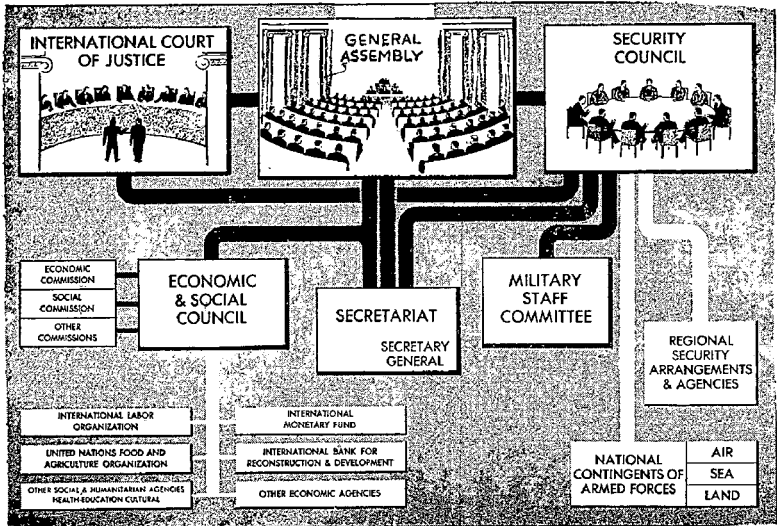 INTERNATIONAL COURT
OF JUSTICE
GENERAL
ASSEMBLY
SECURITY
COUNCIL
ECONOMIC
COMMISSION
SOCIAL
COMMISSION
OTHER
COMMISSIONS
ECONOMIC
& SOCIAL
COUNCIL
SECRETARIAT
SECRETARY
GENERAL
MILITARY
STAFF
COMMITTEE
REGIONAL
SECURITY
ARRANGEMENTS
& AGENCIES
INTERNATIONAL LABOR
ORGANIZATION
INTERNATIONAL
MONETARY FUND
UNITED NATIONS FOOD AND
AGRICULTURE ORGANIZATION
INTERNATIONAL BANK FOR
RECONSTRUCTION & DEVELOPMENT
OTHER SOCIAL & HUMANITARIAN AGENCIES
HEALTH-EDUCATION CULTURAL
OTHER ECONOMIC AGENCIES
NATIONAL
CONTINGENTS OF
ARMED FORCES
AIR
SEA
LAND